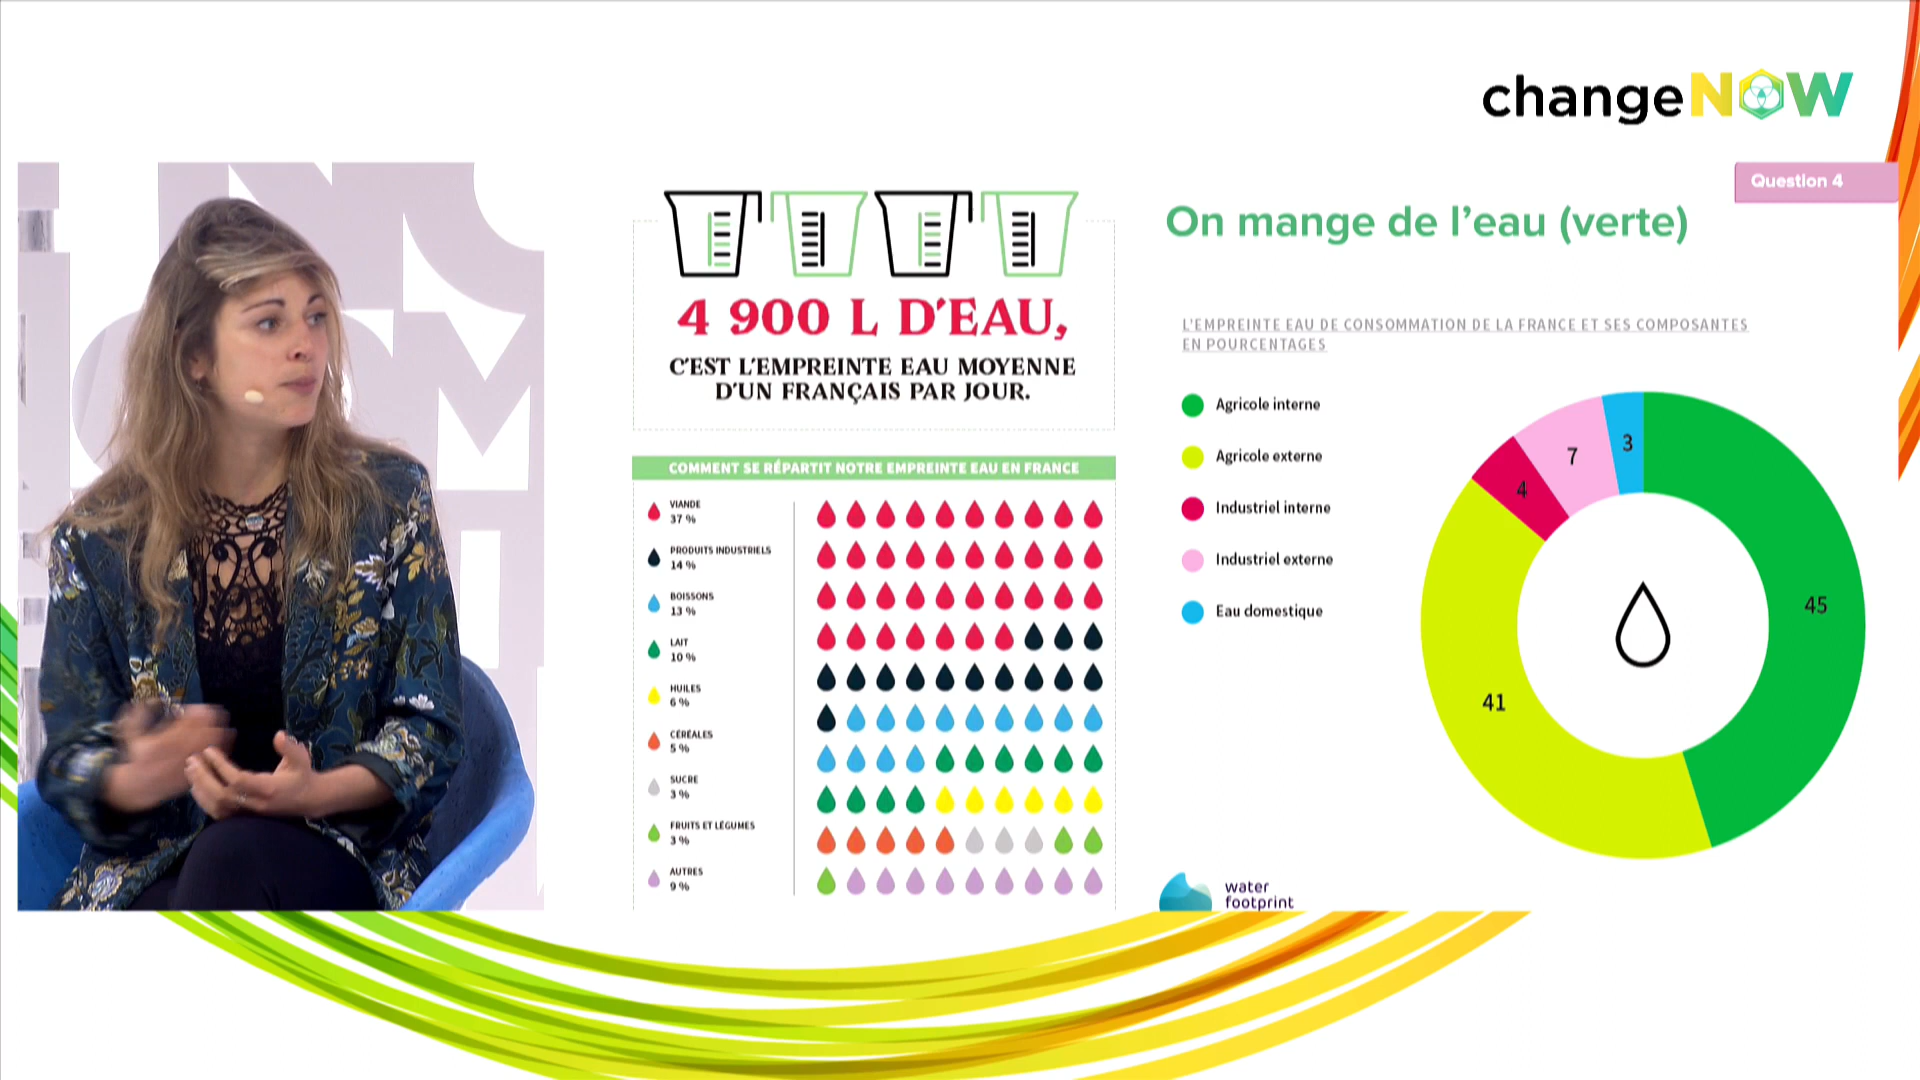 changeNOW
Question 4
4 900 L D'EAU,
C'EST L'EMPREINTE EAU MOYENNE
D'UN FRANÇAIS PAR JOUR.
COMMENT SE RÉPARTIT NOTRE EMPREINTE EAU EN FRANCE
VIANDE
37 %
PRODUITS INDUSTRIELS
14 %
BOISSONS
13 %
LAIT
10 %
HUILES
6 %
CÉRÉALES
5 %
SUCRE
3 %
FRUITS ET LÉGUMES
3 %
AUTRES
9 %
On mange de l'eau (verte)
L'EMPREINTE EAU DE CONSOMMATION DE LA FRANCE ET SES COMPOSANTES
EN POURCENTAGES
Agricole interne
Agricole externe
Industriel interne
Industriel externe
Eau domestique
3
7
4
45
41
water
footprint